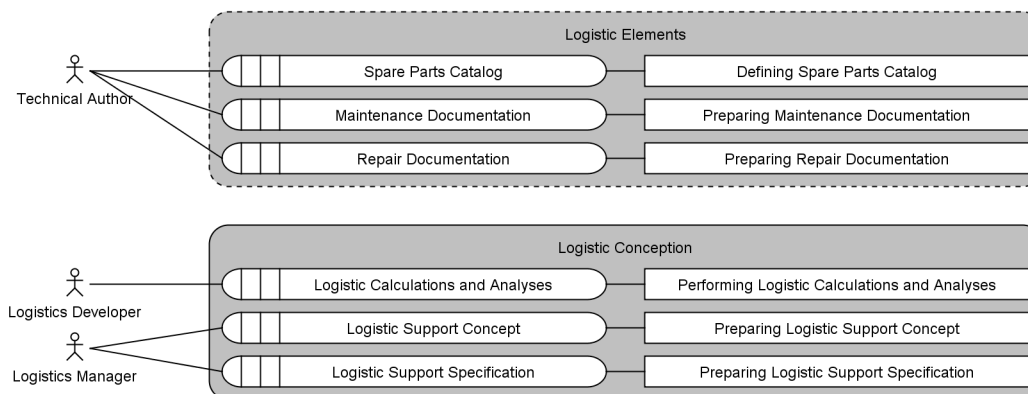 Logistic Elements
Technical Author
Spare Parts Catalog
Defining Spare Parts Catalog
Maintenance Documentation
Preparing Maintenance Documentation
Repair Documentation
Preparing Repair Documentation
Logistic Conception
Logistics Developer
Logistic Calculations and Analyses
Performing Logistic Calculations and Analyses
Logistics Manager
Logistic Support Concept
Preparing Logistic Support Concept
Logistic Support Specification
Preparing Logistic Support Specification